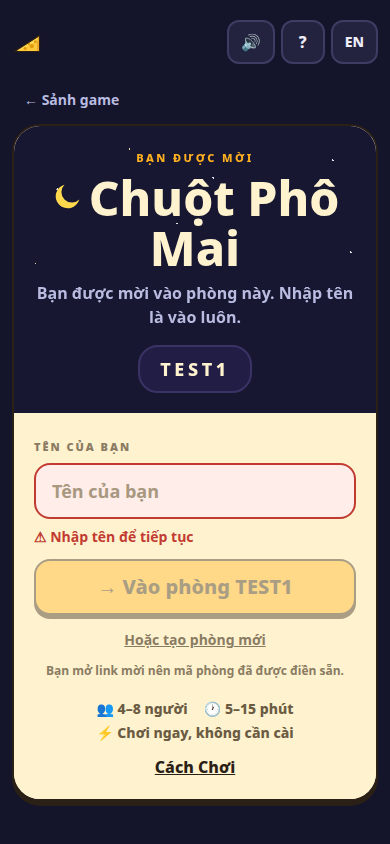 🔊 ? EN
← Sảnh game
BẠN ĐƯỢC MỜI
Chuột Phô
Mai
Bạn được mời vào phòng này. Nhập tên
là vào luôn.
TEST1
TÊN CỦA BẠN
Tên của bạn
⚠ Nhập tên để tiếp tục
→ Vào phòng TEST1
Hoặc tạo phòng mới
Bạn mở link mời nên mã phòng đã được điền sẵn.
👥 4–8 người 🕐 5–15 phút
⚡ Chơi ngay, không cần cài
Cách Chơi